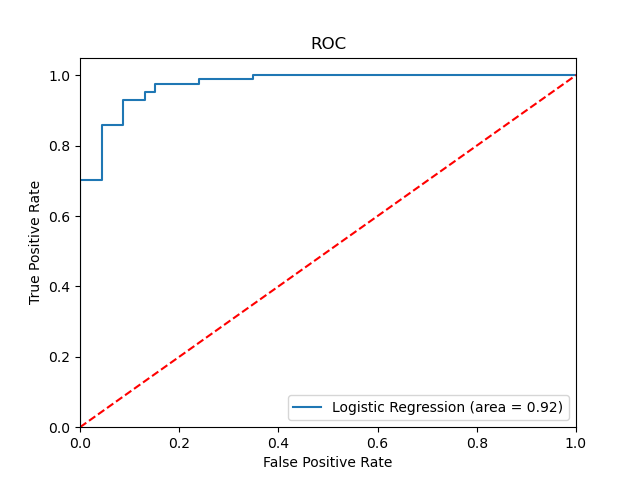 ROC
1.0
0.8
0.6
0.4
0.2
0.0
True Positive Rate
0.0 0.2 0.4 0.6 0.8 1.0
False Positive Rate
Logistic Regression (area = 0.92)